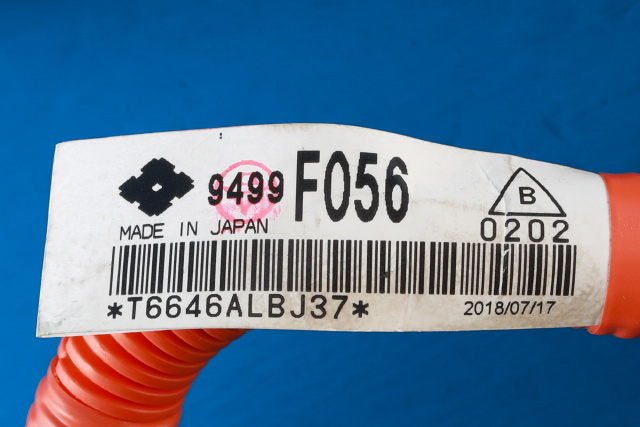 9499 F056
MADE IN JAPAN
B
0202
*T6646ALBJ37*
2018/07/17